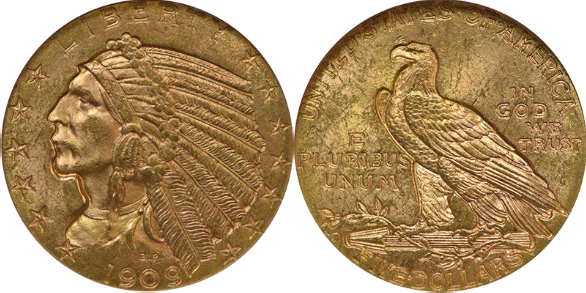 LIBERTY
B.L.P.
1909
UNITED STATES OF AMERICA
E
PLURIBUS
UNUM
IN
GOD
WE
TRUST
FIVE DOLLARS